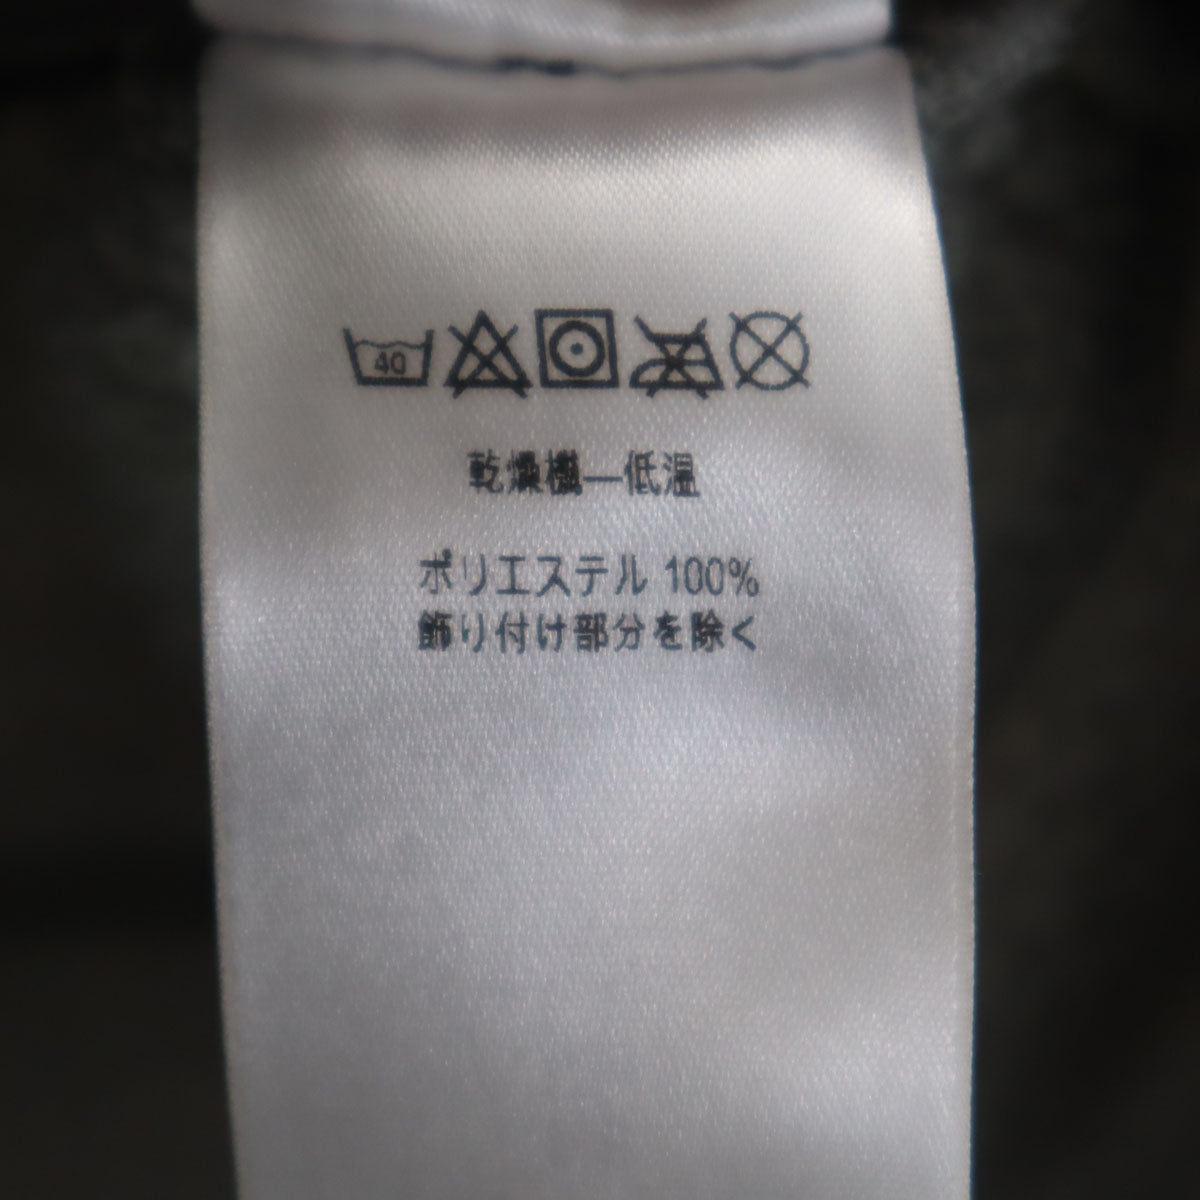 40
乾燥機—低温
ポリエステル 100%
飾り付け部分を除く